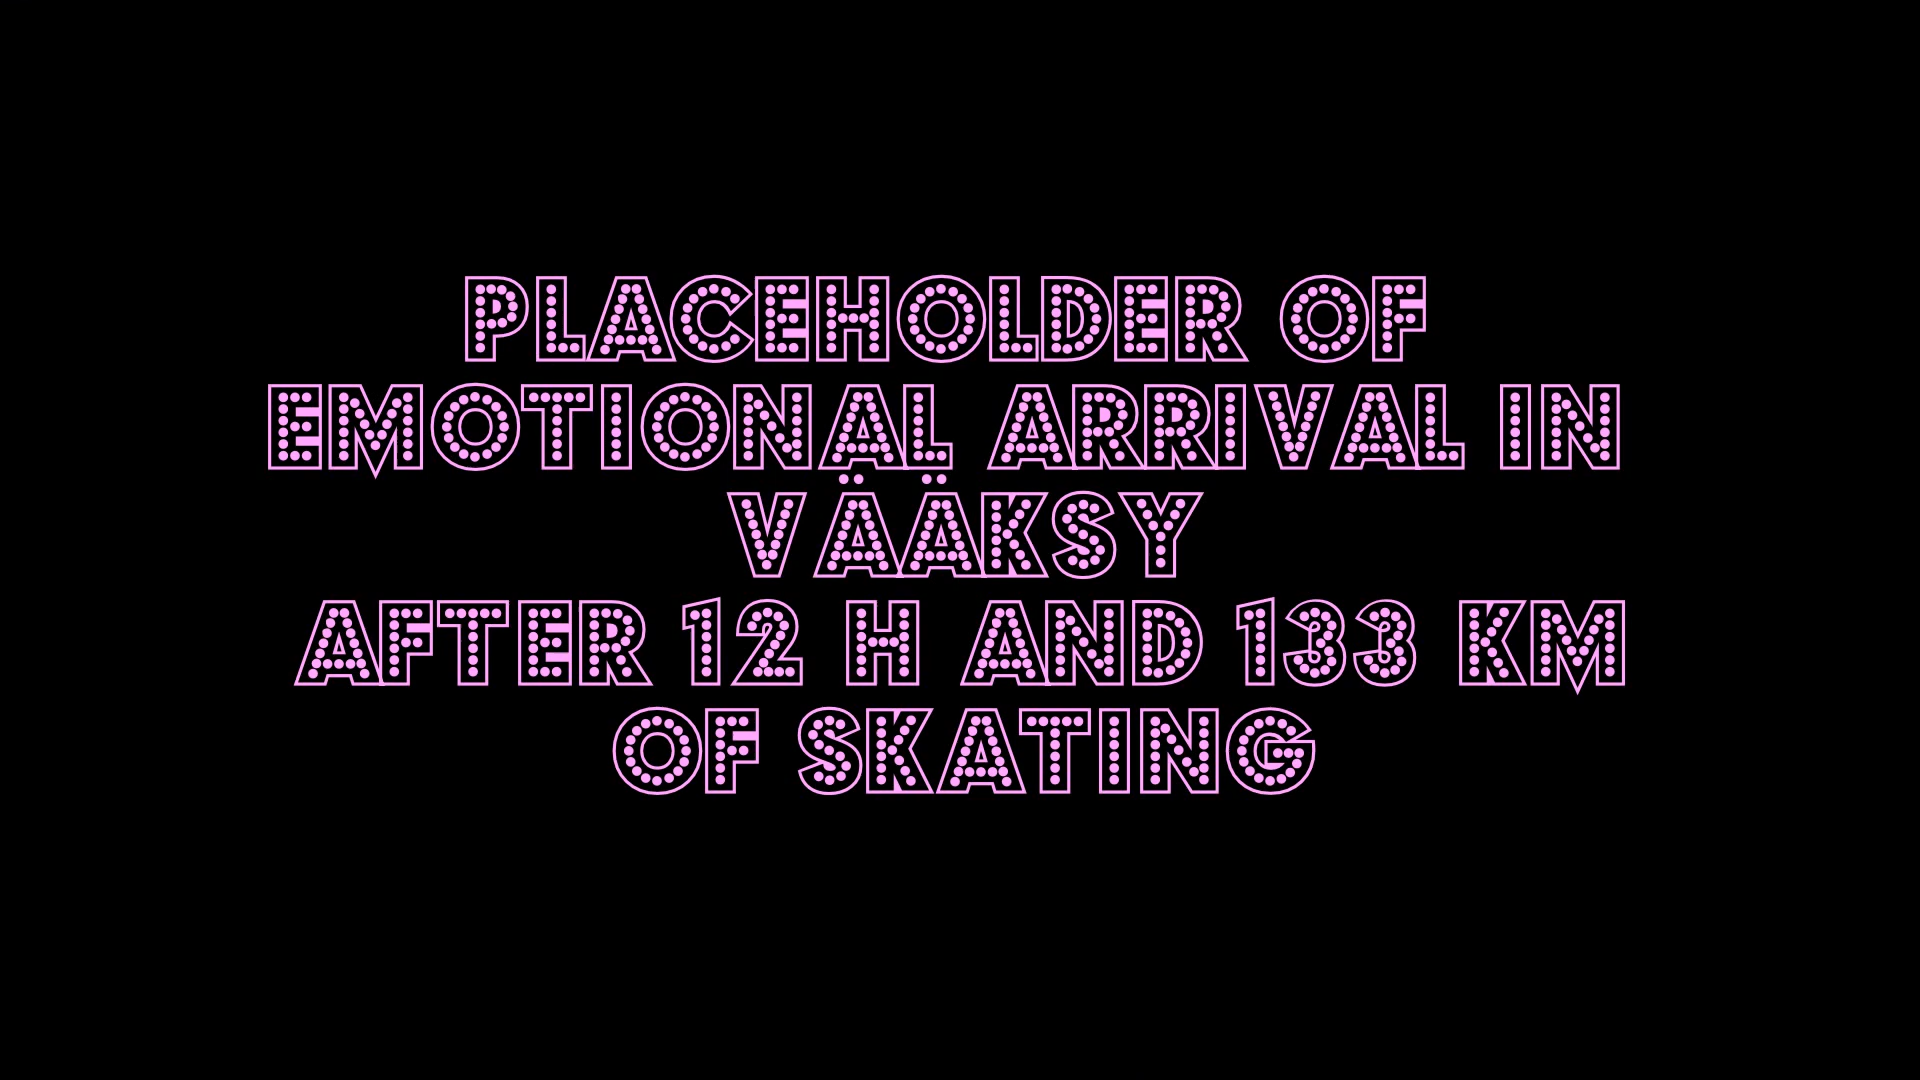 PLACEHOLDER OF
EMOTIONAL ARRIVAL IN
VÄÄKSY
AFTER 12 H AND 133 KM
OF SKATING